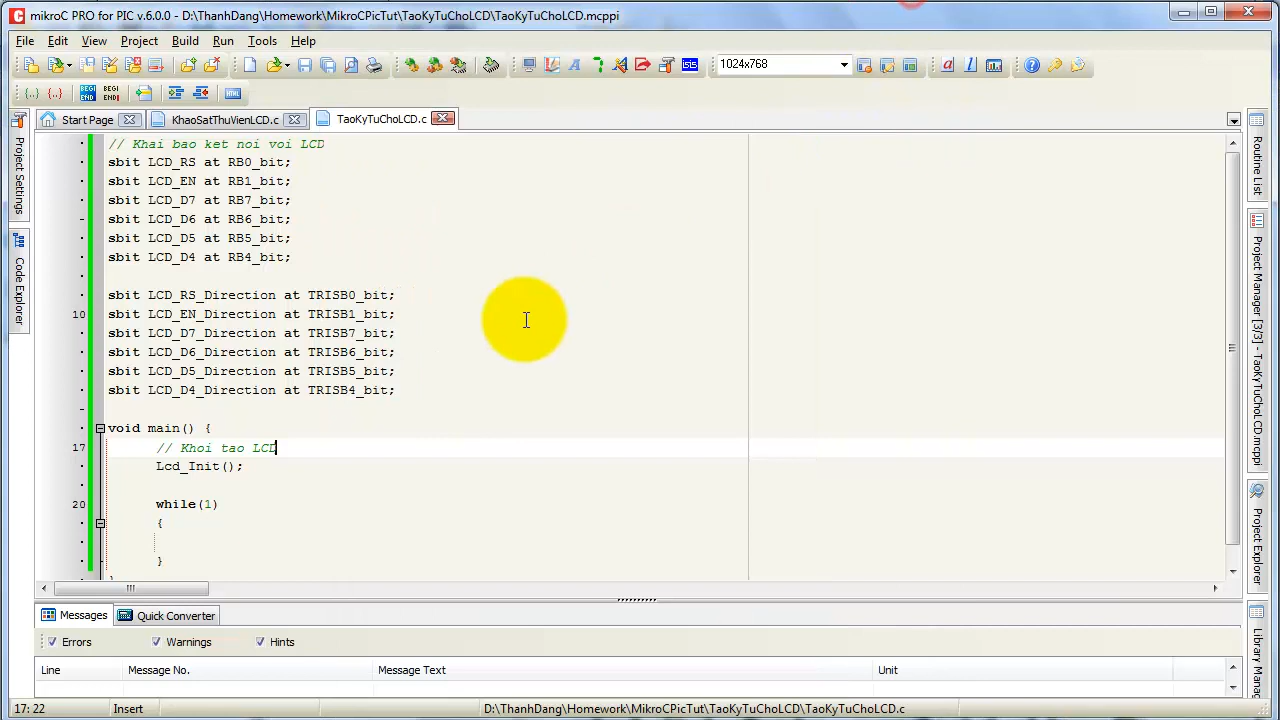 mikroC PRO for PIC v.6.0.0 - D:\ThanhDang\Homework\MikroCPicTut\TaoKyTuChoLCD\TaoKyTuChoLCD.mcppi
File Edit View Project Build Run Tools Help
1024x768
Start Page KhaoSatThuVienLCD.c TaoKyTuChoLCD.c
Project Settings
Code Explorer
// Khai bao ket noi voi LCD
sbit LCD_RS at RB0_bit;
sbit LCD_EN at RB1_bit;
sbit LCD_D7 at RB7_bit;
sbit LCD_D6 at RB6_bit;
sbit LCD_D5 at RB5_bit;
sbit LCD_D4 at RB4_bit;
sbit LCD_RS_Direction at TRISB0_bit;
10 sbit LCD_EN_Direction at TRISB1_bit;
sbit LCD_D7_Direction at TRISB7_bit;
sbit LCD_D6_Direction at TRISB6_bit;
sbit LCD_D5_Direction at TRISB5_bit;
sbit LCD_D4_Direction at TRISB4_bit;
void main() {
17 // Khoi tao LCD
Lcd_Init();
20 while(1)
{
}
Routine List
Project Manager [3/3] - TaoKyTuChoLCD.mcppi
Project Explorer
Library Manag
Messages Quick Converter
Errors Warnings Hints
Line Message No. Message Text Unit
17: 22 Insert D:\ThanhDang\Homework\MikroCPicTut\TaoKyTuChoLCD\TaoKyTuChoLCD.c